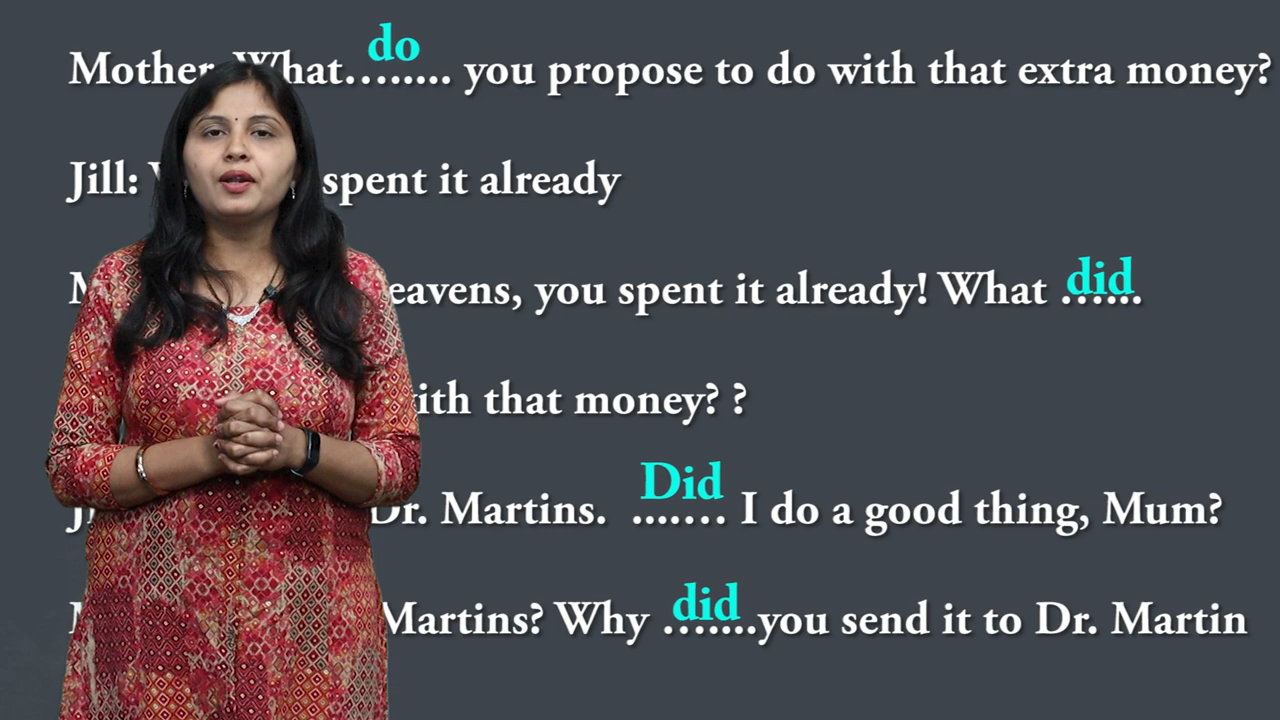 Mother. What do …..... you propose to do with that extra money?
Jill: spent it already
you spent it already! What did ……
with that money? ?
Dr. Martins. Did ....… I do a good thing, Mum?
Martins? Why did …....you send it to Dr. Martin